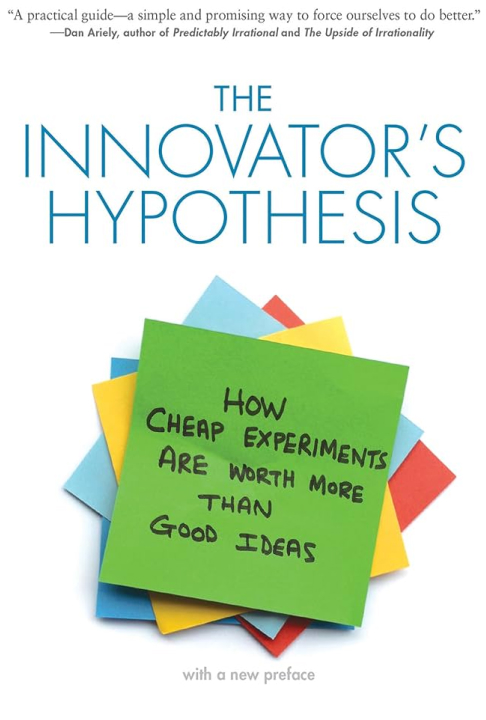 “A practical guide—a simple and promising way to force ourselves to do better.”
—Dan Ariely, author of Predictably Irrational and The Upside of Irrationality
THE
INNOVATOR’S
HYPOTHESIS
HOW
CHEAP EXPERIMENTS
ARE WORTH MORE
THAN
GOOD IDEAS
with a new preface